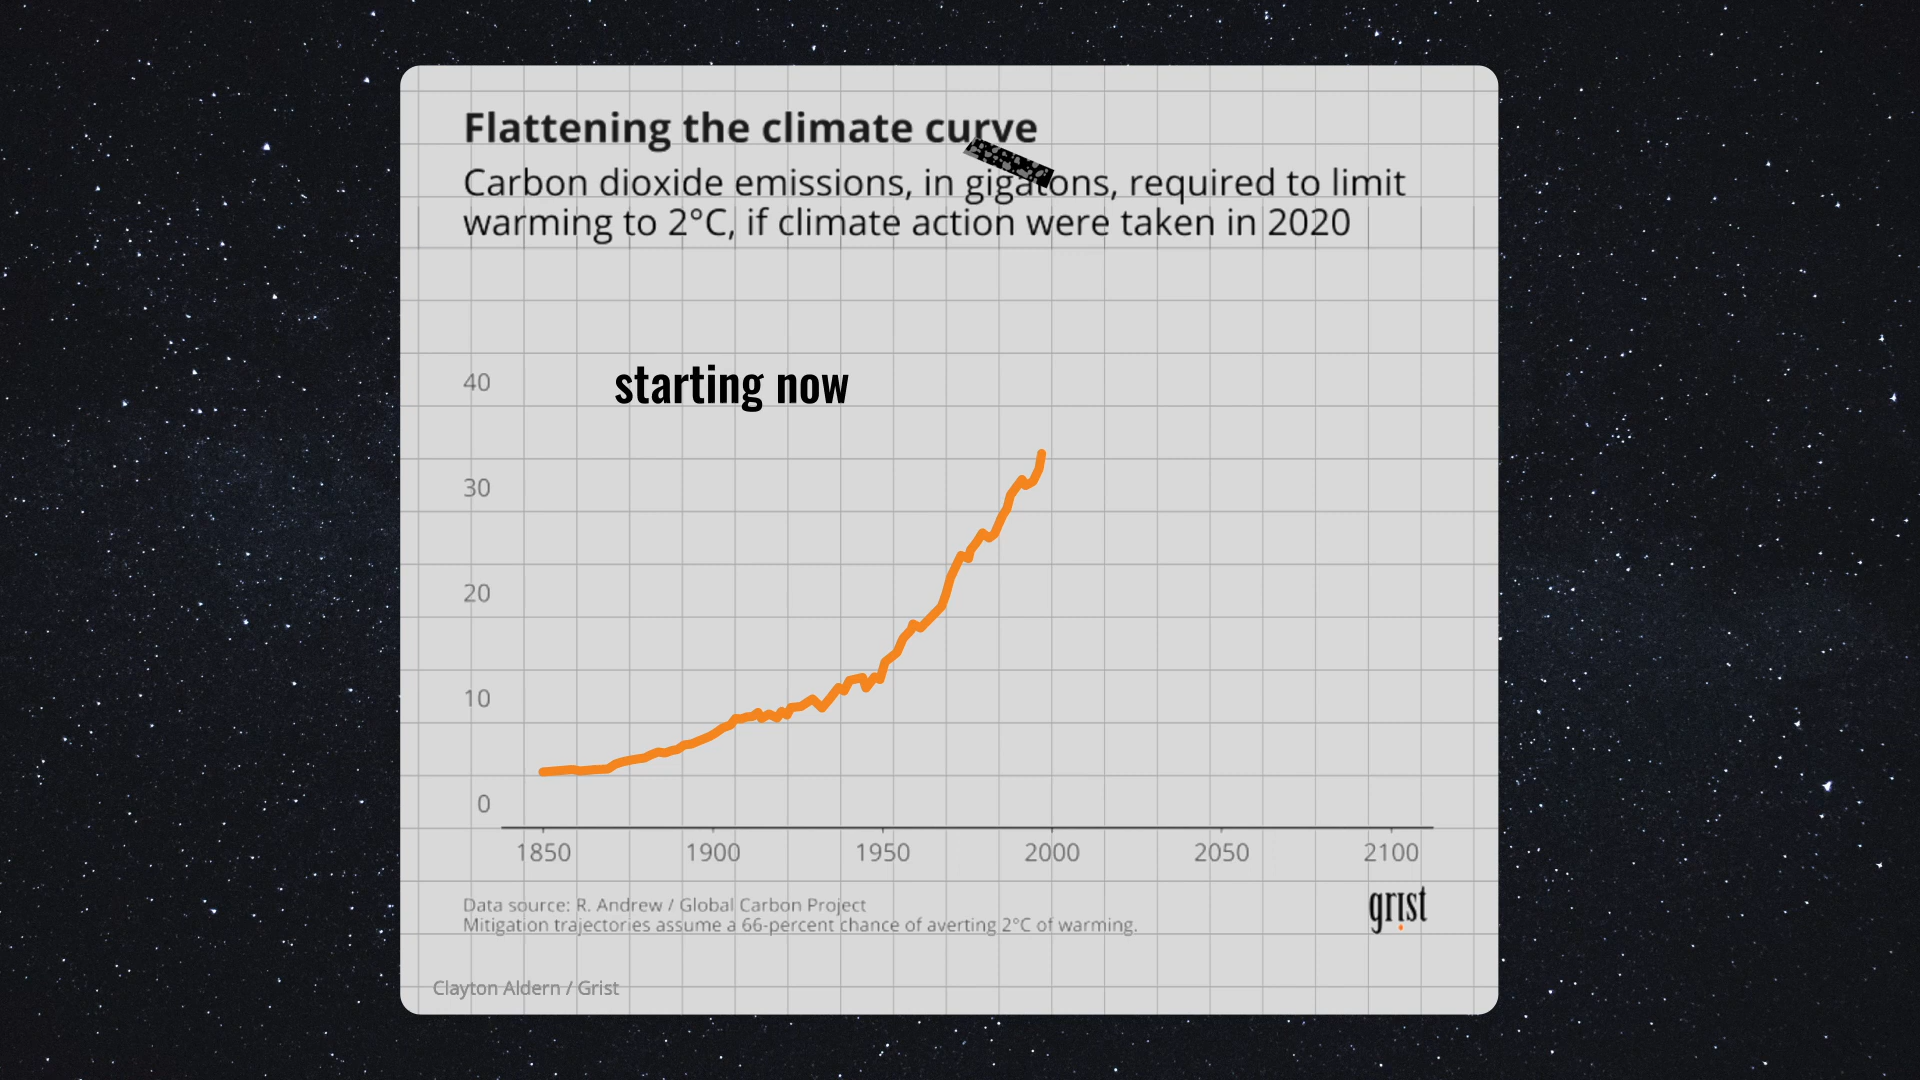 Flattening the climate curve
Carbon dioxide emissions, in gigatons, required to limit
warming to 2°C, if climate action were taken in 2020
starting now
40
30
20
10
0
1850 1900 1950 2000 2050 2100
Data source: R. Andrew / Global Carbon Project
Mitigation trajectories assume a 66-percent chance of averting 2°C of warming.
grist
Clayton Aldern / Grist